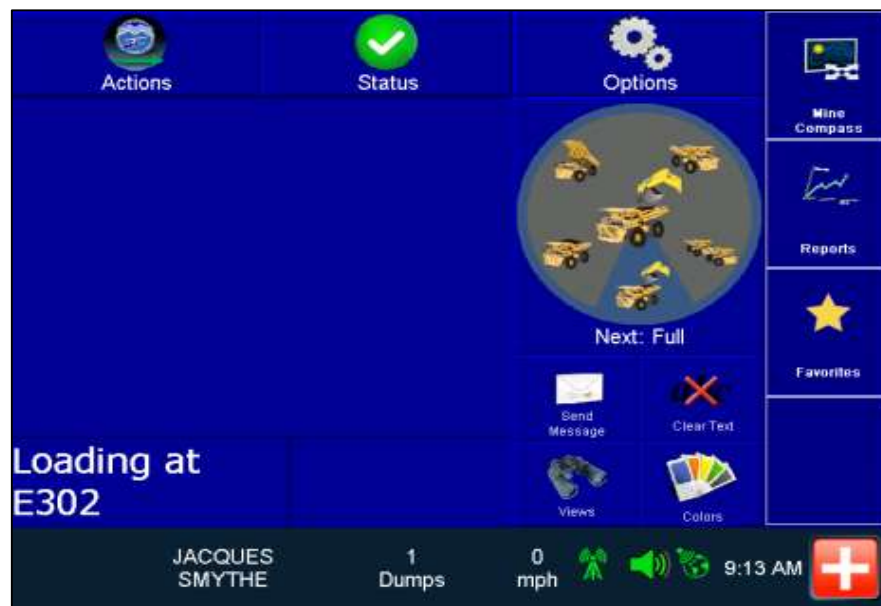 Actions
Status
Options
Mine
Compass
Reports
Next: Full
Favorites
Send
Message
Clear Text
Views
Colors
Loading at
E302
JACQUES
SMYTHE
1
Dumps
0
mph
9:13 AM